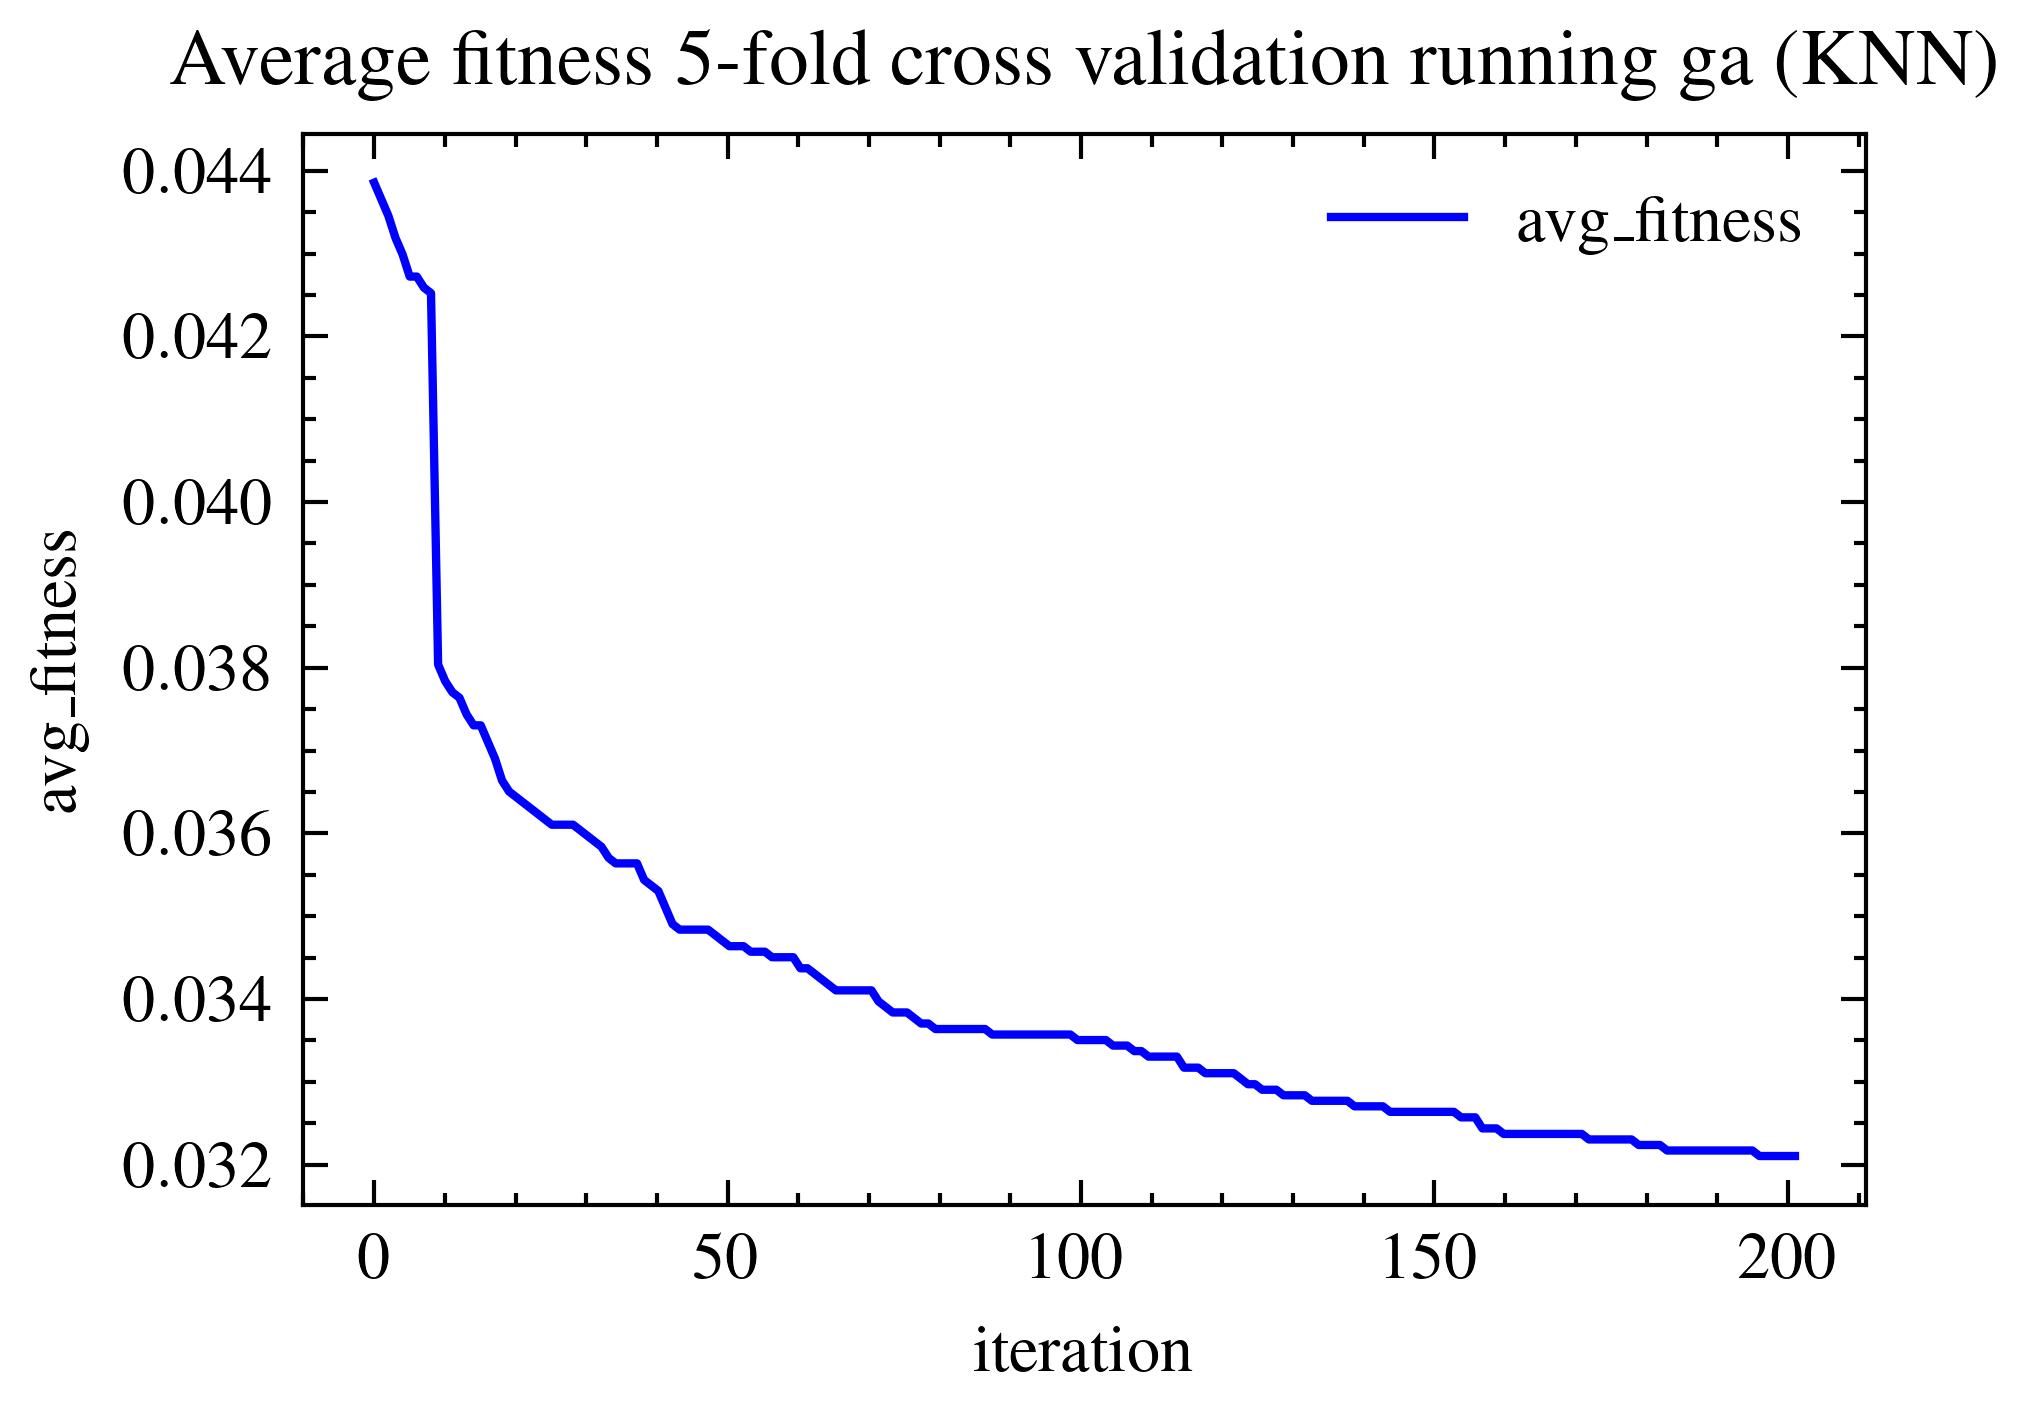 Average fitness 5-fold cross validation running ga (KNN)
avg_fitness
0.044
0.042
0.040
0.038
0.036
0.034
0.032
avg_fitness
0 50 100 150 200
iteration